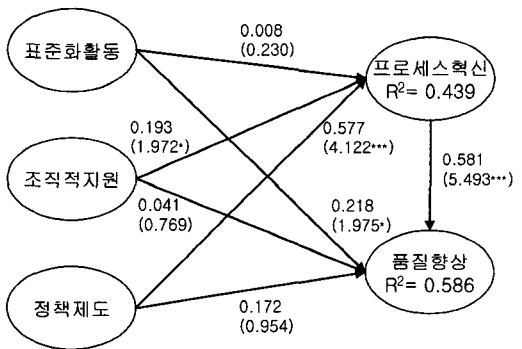 표준화활동
0.008
(0.230)
프로세스혁신
R²= 0.439
0.193
(1.972*)
0.577
(4.122***)
0.581
(5.493***)
조직적지원
0.041
(0.769)
0.218
(1.975*)
품질향상
R²= 0.586
정책제도
0.172
(0.954)